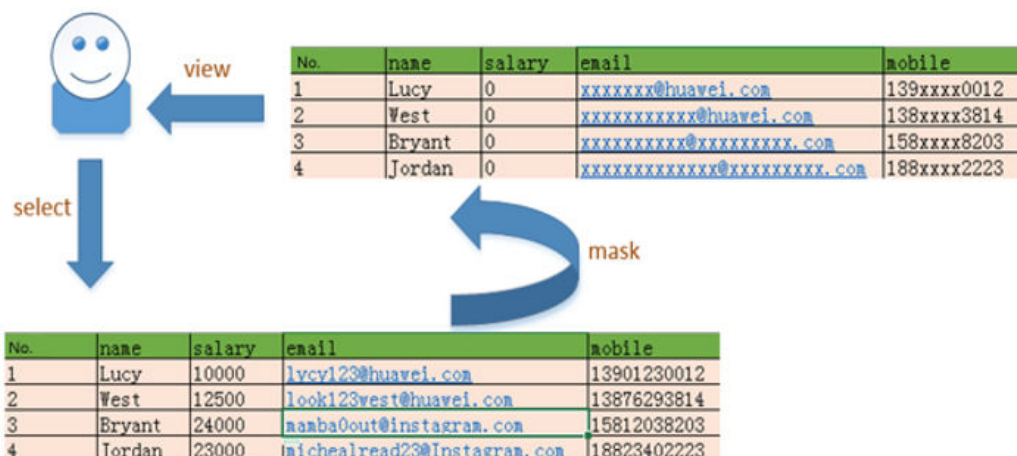 view
No. name salary email mobile
1 Lucy 0 xxxxxxx@huawei.com 139xxxx0012
2 West 0 xxxxxxxxxxx@huawei.com 138xxxx3814
3 Bryant 0 xxxxxxxxxx@xxxxxxxxx.com 158xxxx8203
4 Jordan 0 xxxxxxxxxxxxx@xxxxxxxxx.com 188xxxx2223
select
mask
No. name salary email mobile
1 Lucy 10000 lvcy123@huawei.com 13901230012
2 West 12500 look123west@huawei.com 13876293814
3 Bryant 24000 mamba0out@instagram.com 15812038203
4 Jordan 23000 michealread23@Instagram.com 18823402223